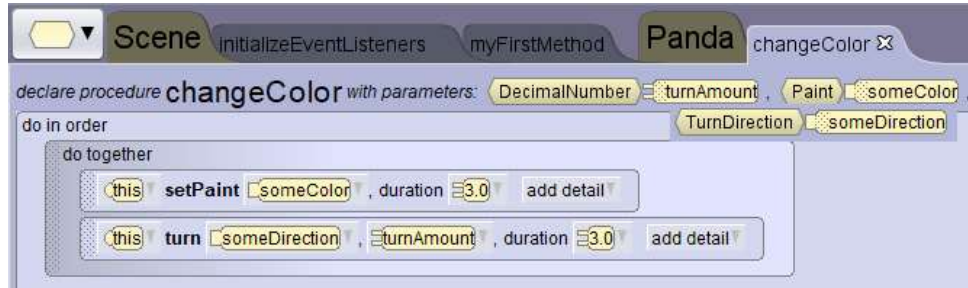 Scene initializeEventListeners myFirstMethod Panda changeColor
declare procedure changeColor with parameters: DecimalNumber turnAmount , Paint someColor ,
do in order TurnDirection someDirection
do together
this setPaint someColor , duration 3.0 add detail
this turn someDirection , turnAmount , duration 3.0 add detail